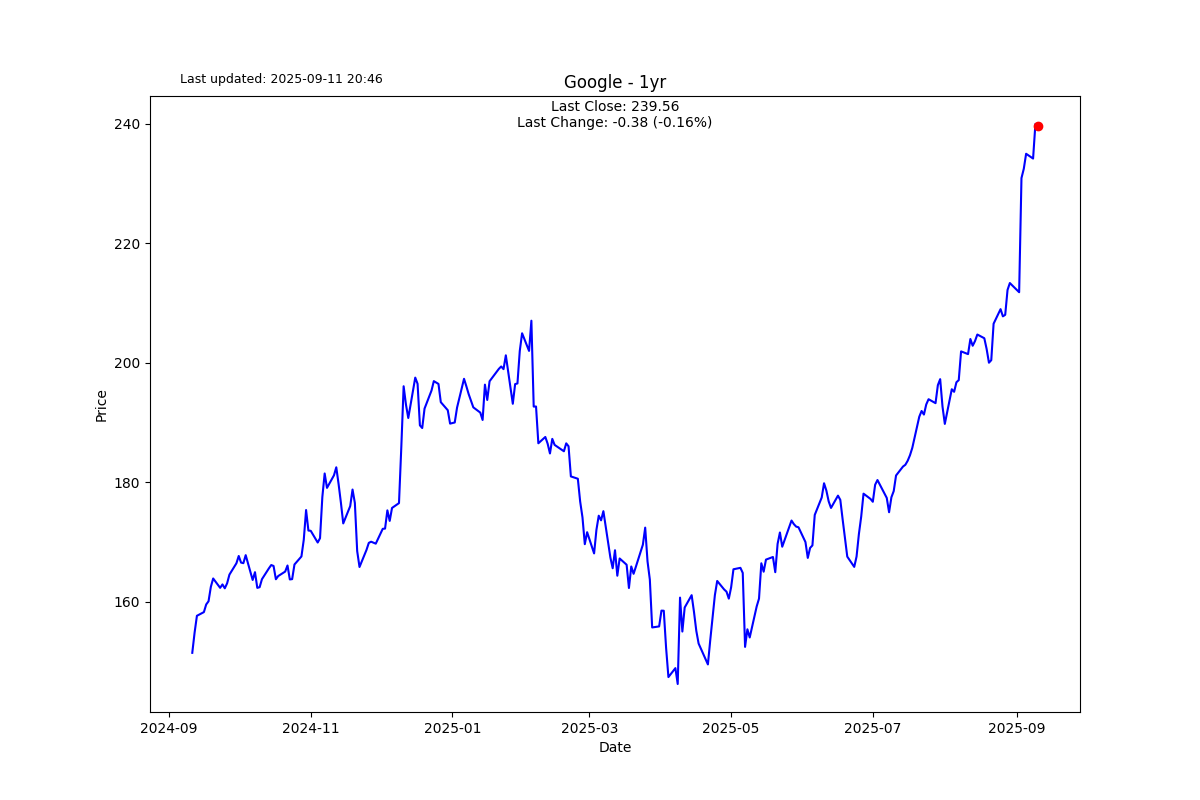 Last updated: 2025-09-11 20:46
Google - 1yr
Last Close: 239.56
Last Change: -0.38 (-0.16%)
240
220
200
180
160
Price
2024-09 2024-11 2025-01 2025-03 2025-05 2025-07 2025-09
Date